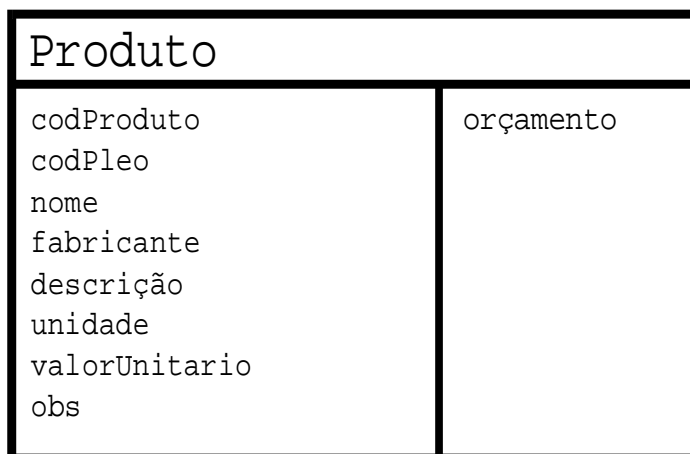 Produto
codProduto
codPleo
nome
fabricante
descrição
unidade
valorUnitario
obs
orçamento